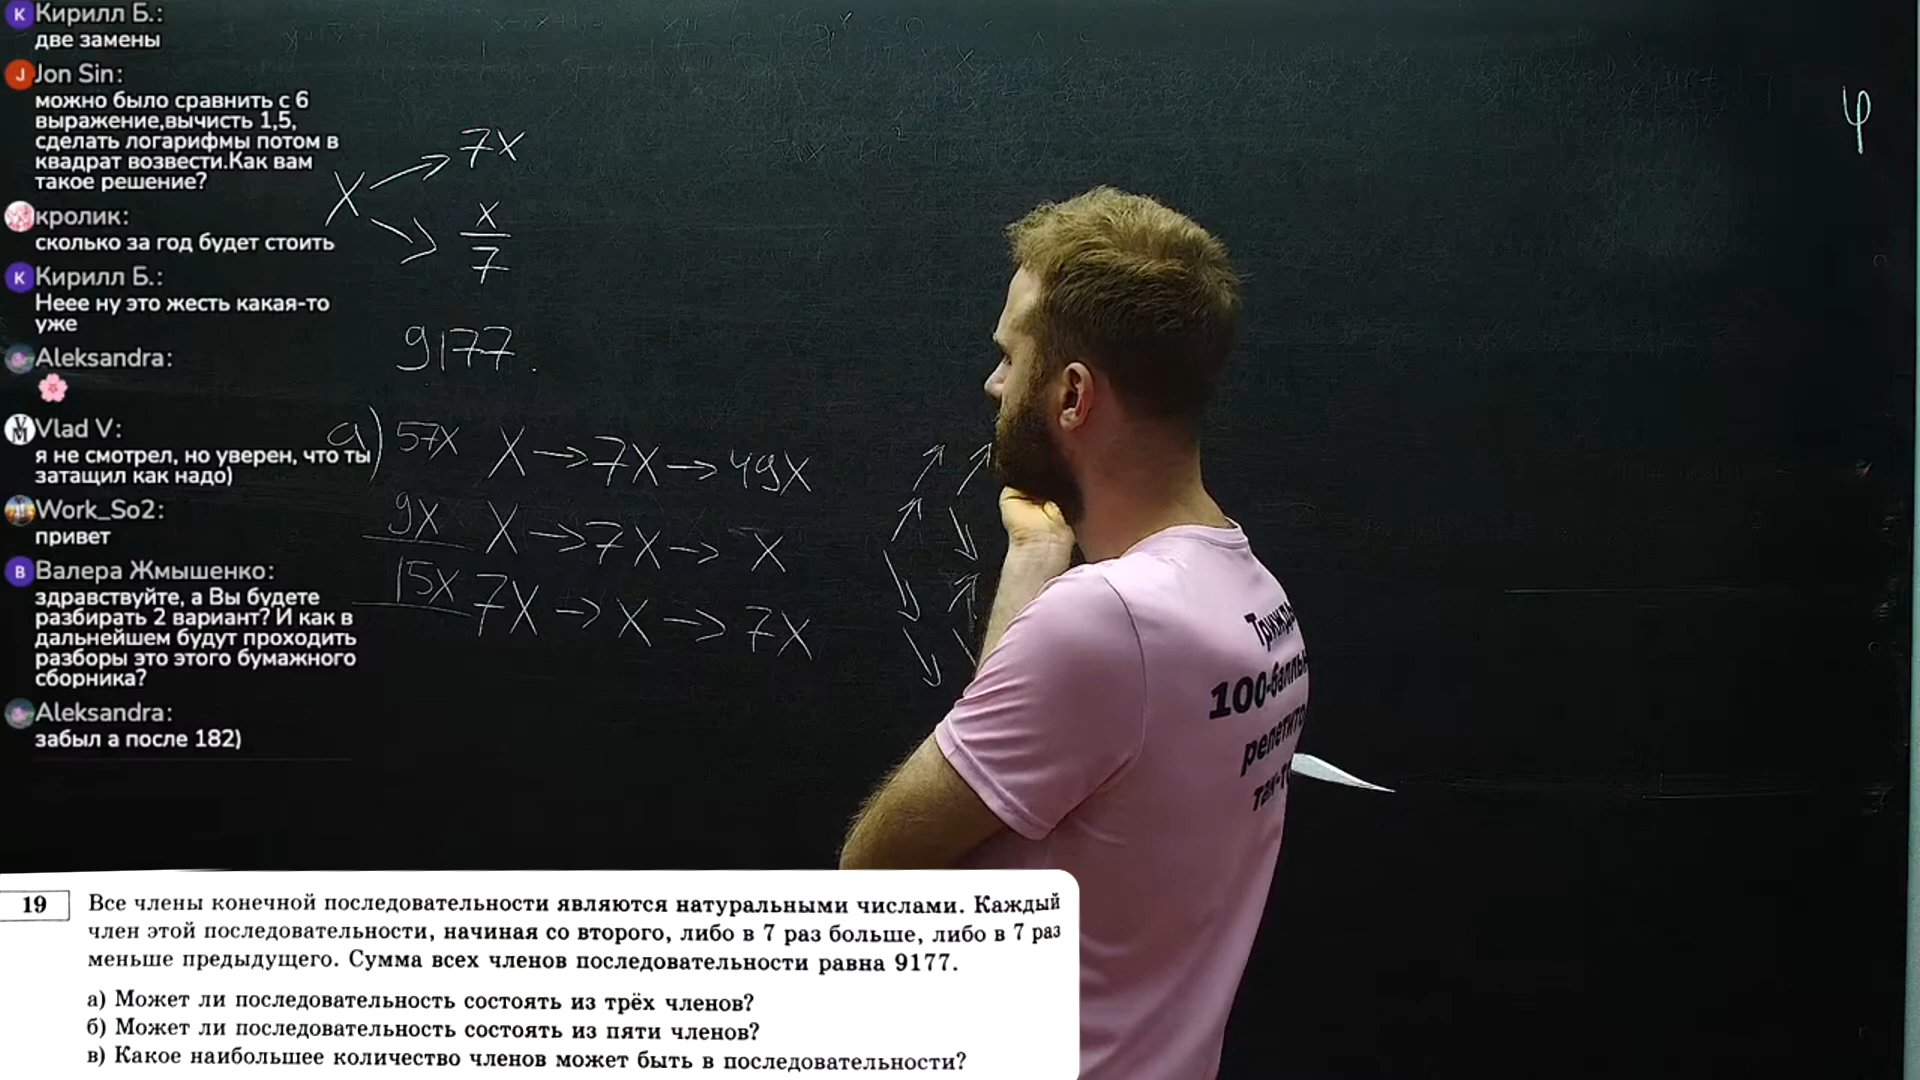 Кирилл Б.:
две замены
Jon Sin:
можно было сравнить с 6
выражение,вычисть 1,5,
сделать логарифмы потом в
квадрат возвести.Как вам
такое решение?
кролик:
сколько за год будет стоить
Кирилл Б.:
Неее ну это жесть какая-то
уже
Aleksandra:
🌸
Vlad V:
я не смотрел, но уверен, что ты
затащил как надо)
Work_So2:
привет
Валера Жмышенко:
здравствуйте, а Вы будете
разбирать 2 вариант? И как в
дальнейшем будут проходить
разборы это этого бумажного
сборника?
Aleksandra:
забыл а после 182)
7x
x
x/7
9177.
а) 57x x → 7x → 49x
9x x → 7x → x
15x 7x → x → 7x
φ
100-балль
19
Все члены конечной последовательности являются натуральными числами. Каждый
член этой последовательности, начиная со второго, либо в 7 раз больше, либо в 7 раз
меньше предыдущего. Сумма всех членов последовательности равна 9177.
а) Может ли последовательность состоять из трёх членов?
б) Может ли последовательность состоять из пяти членов?
в) Какое наибольшее количество членов может быть в последовательности?